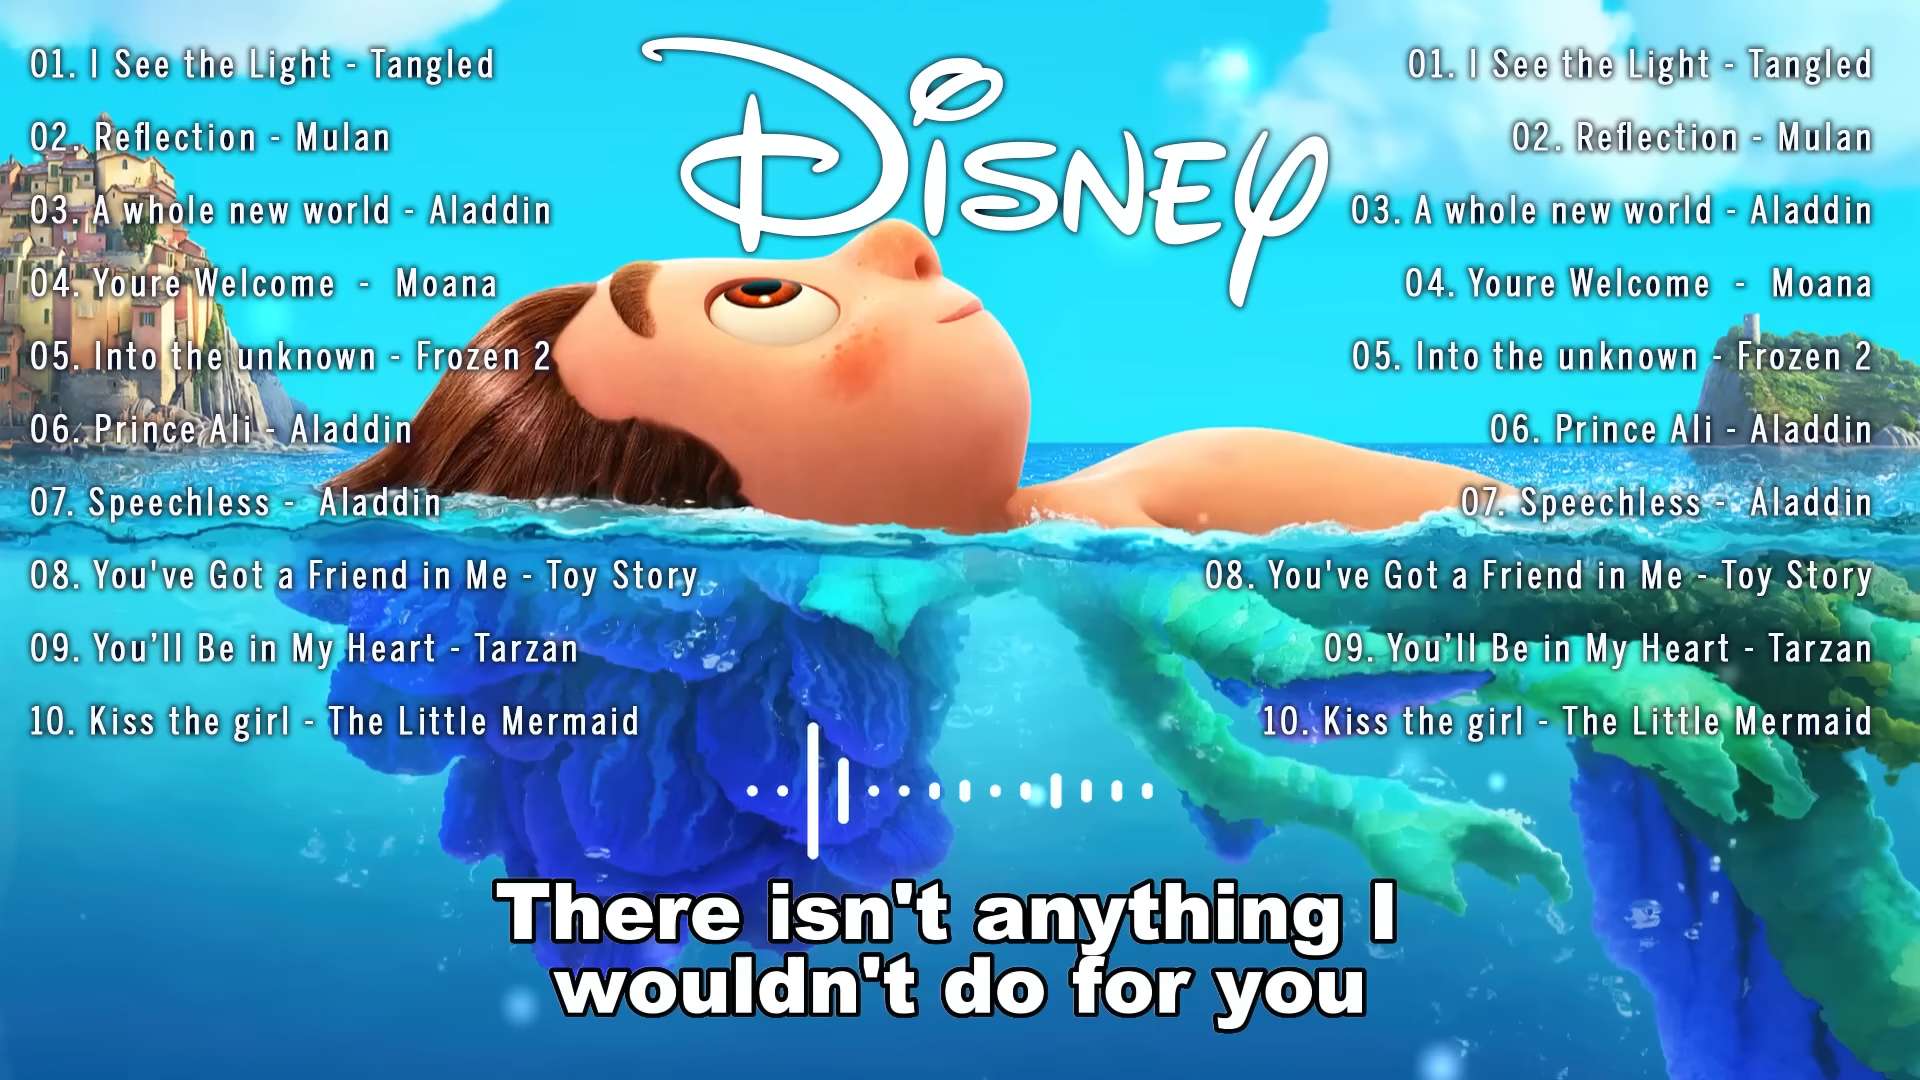 01. I See the Light - Tangled
02. Reflection - Mulan
03. A whole new world - Aladdin
04. Youre Welcome - Moana
05. Into the unknown - Frozen 2
06. Prince Ali - Aladdin
07. Speechless - Aladdin
08. You've Got a Friend in Me - Toy Story
09. You’ll Be in My Heart - Tarzan
10. Kiss the girl - The Little Mermaid
Disney
01. I See the Light - Tangled
02. Reflection - Mulan
03. A whole new world - Aladdin
04. Youre Welcome - Moana
05. Into the unknown - Frozen 2
06. Prince Ali - Aladdin
07. Speechless - Aladdin
08. You've Got a Friend in Me - Toy Story
09. You’ll Be in My Heart - Tarzan
10. Kiss the girl - The Little Mermaid
There isn't anything I
wouldn't do for you